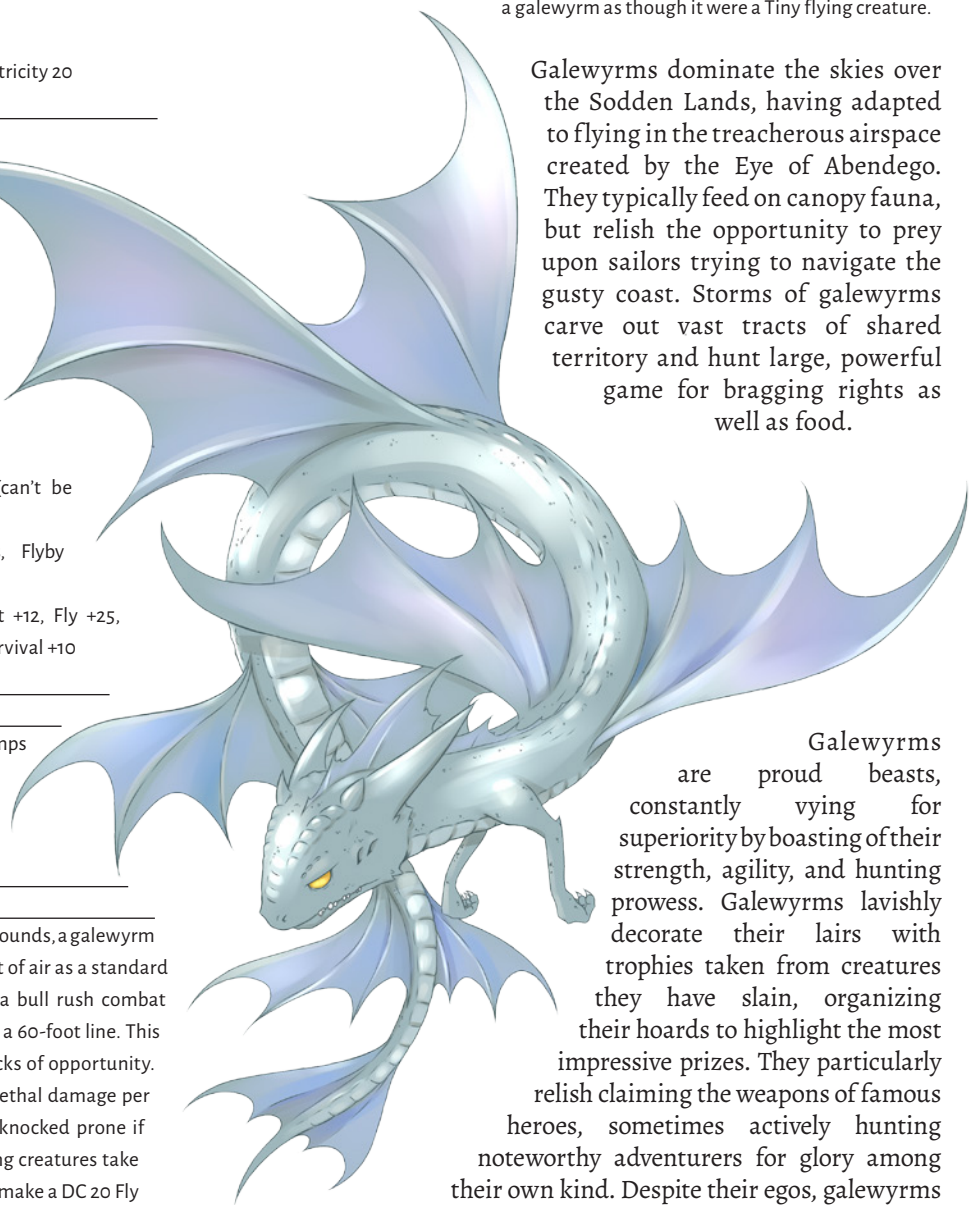 tricity 20
can't be
, Flyby
t +12, Fly +25,
rvival +10
mps
ounds, a galewyrm
t of air as a standard
a bull rush combat
a 60-foot line. This
cks of opportunity.
ethal damage per
knocked prone if
ng creatures take
make a DC 20 Fly
a galewyrm as though it were a Tiny flying creature.
Galewyrms dominate the skies over
the Sodden Lands, having adapted
to flying in the treacherous airspace
created by the Eye of Abendego.
They typically feed on canopy fauna,
but relish the opportunity to prey
upon sailors trying to navigate the
gusty coast. Storms of galewyrms
carve out vast tracts of shared
territory and hunt large, powerful
game for bragging rights as
well as food.
Galewyrms
are proud beasts,
constantly vying for
superiority by boasting of their
strength, agility, and hunting
prowess. Galewyrms lavishly
decorate their lairs with
trophies taken from creatures
they have slain, organizing
their hoards to highlight the most
impressive prizes. They particularly
relish claiming the weapons of famous
heroes, sometimes actively hunting
noteworthy adventurers for glory among
their own kind. Despite their egos, galewyrms